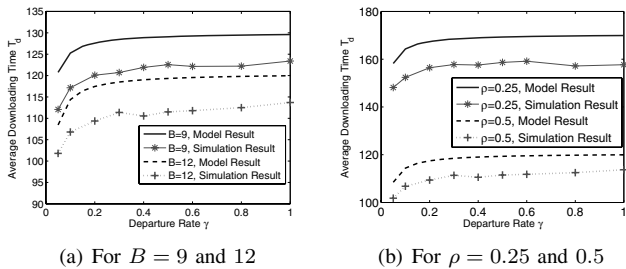 Average Downloading Time T_d
135
130
125
120
115
110
105
100
95
90
0
0.2
0.4
0.6
0.8
1
Departure Rate γ
B=9, Model Result
B=9, Simulation Result
B=12, Model Result
B=12, Simulation Result
(a) For B = 9 and 12
Average Downloading Time T_d
180
160
140
120
100
0
0.2
0.4
0.6
0.8
1
Departure Rate γ
ρ=0.25, Model Result
ρ=0.25, Simulation Result
ρ=0.5, Model Result
ρ=0.5, Simulation Result
(b) For ρ = 0.25 and 0.5